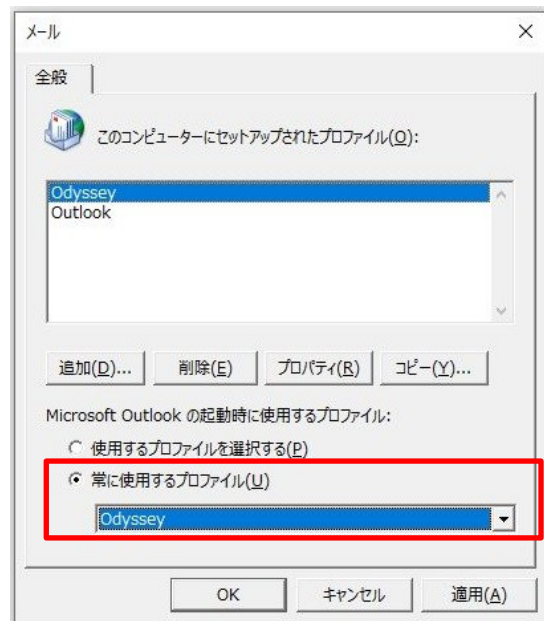 メール
全般
このコンピューターにセットアップされたプロファイル(O):
Odyssey
Outlook
追加(D)... 削除(E) プロパティ(R) コピー(Y)...
Microsoft Outlook の起動時に使用するプロファイル:
使用するプロファイルを選択する(P)
常に使用するプロファイル(U)
Odyssey
OK キャンセル 適用(A)